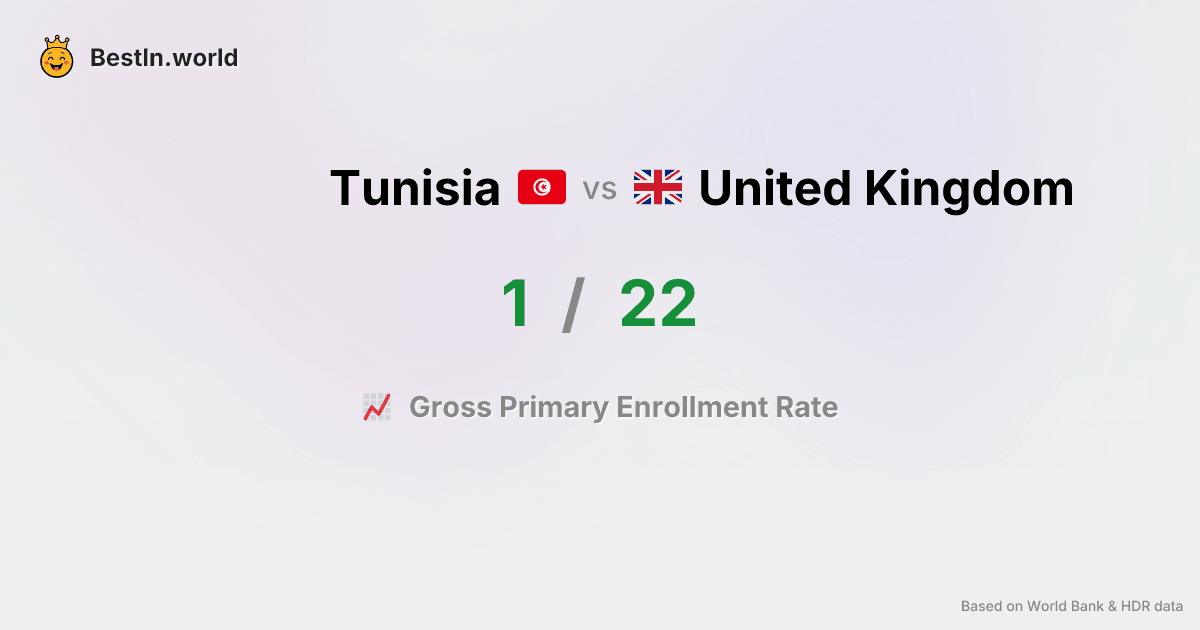 BestIn.world
Tunisia vs United Kingdom
1 / 22
Gross Primary Enrollment Rate
Based on World Bank & HDR data